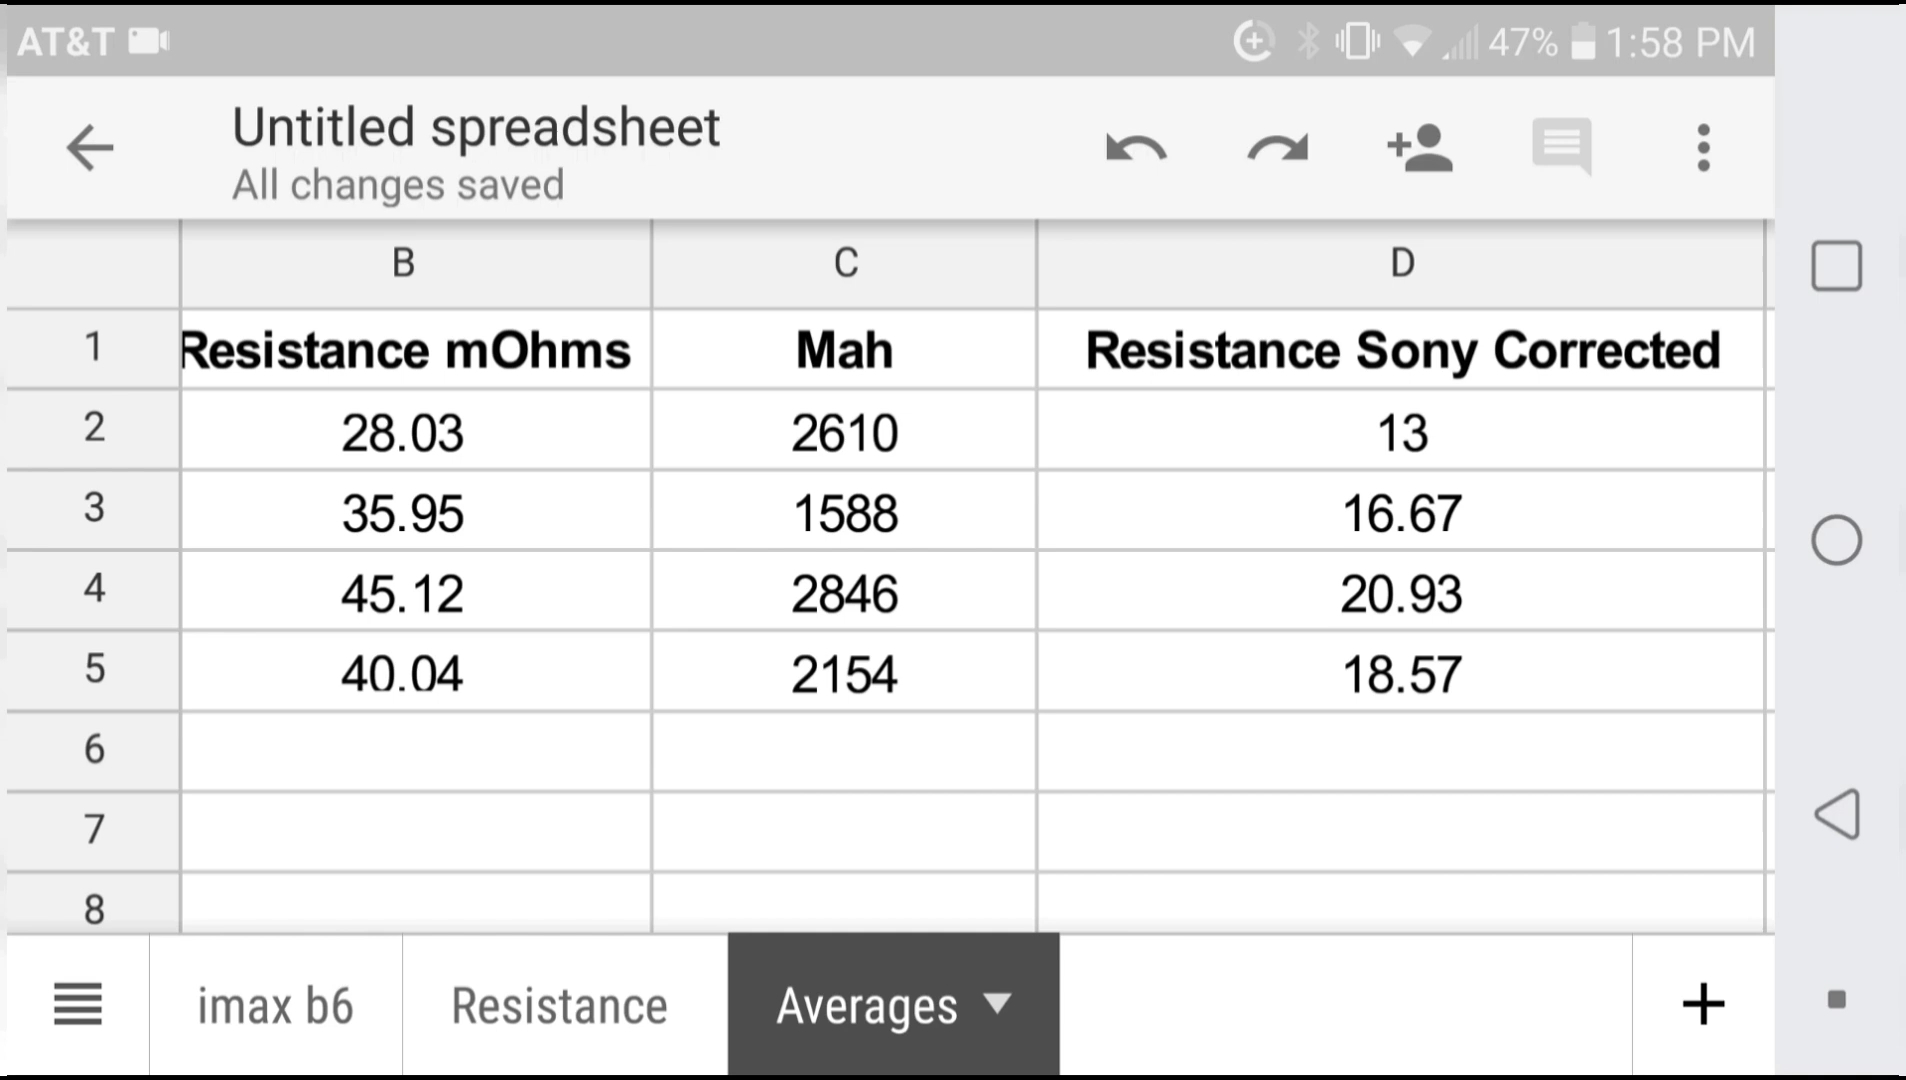 AT&T 47% 1:58 PM
Untitled spreadsheet
All changes saved
B C D
1 Resistance mOhms Mah Resistance Sony Corrected
2 28.03 2610 13
3 35.95 1588 16.67
4 45.12 2846 20.93
5 40.04 2154 18.57
6
7
8
imax b6 Resistance Averages